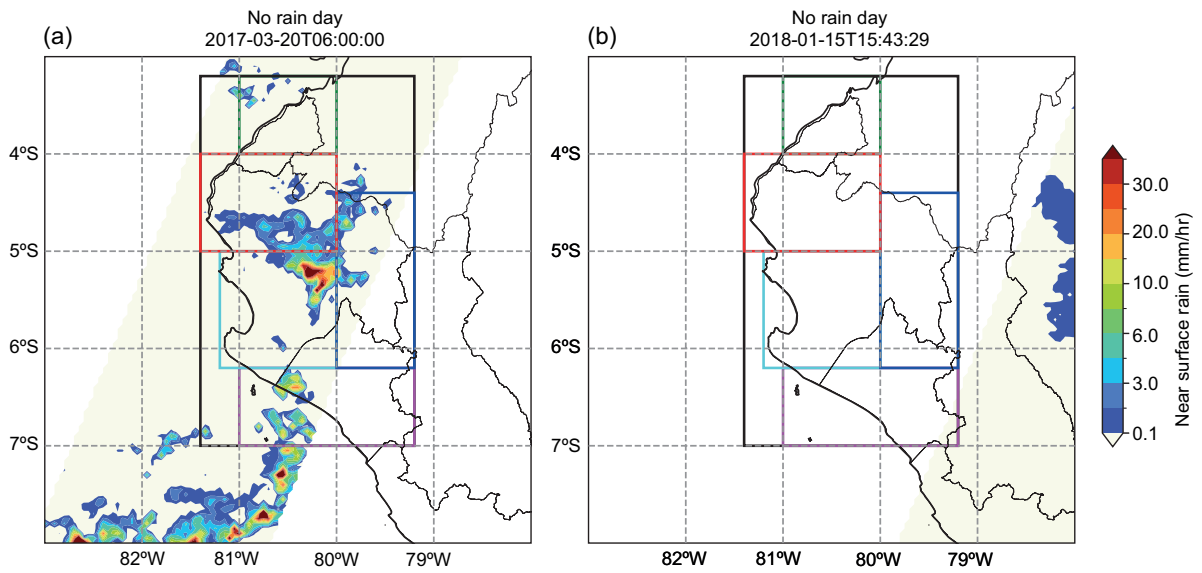 No rain day
2017-03-20T06:00:00
(a)
No rain day
2018-01-15T15:43:29
(b)
4ºS
5ºS
6ºS
7ºS
82ºW
81ºW
80ºW
79ºW
4ºS
5ºS
6ºS
7ºS
82ºW
81ºW
80ºW
79ºW
30.0
20.0
10.0
6.0
3.0
0.1
Near surface rain (mm/hr)